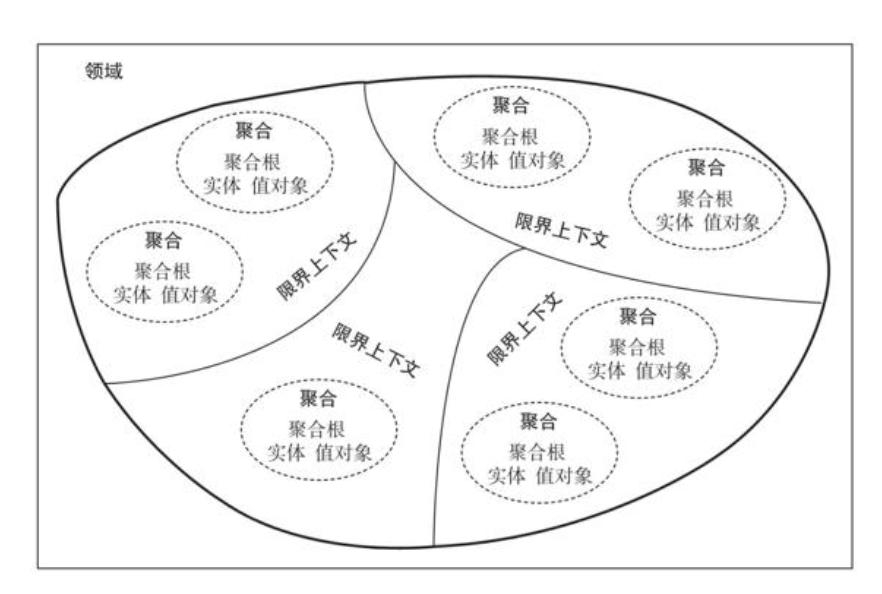 领域
聚合
聚合根
实体 值对象
聚合
聚合根
实体 值对象
限界上下文
聚合
聚合根
实体 值对象
聚合
聚合根
实体 值对象
限界上下文
限界上下文
聚合
聚合根
实体 值对象
限界上下文
聚合
聚合根
实体 值对象
聚合
聚合根
实体 值对象